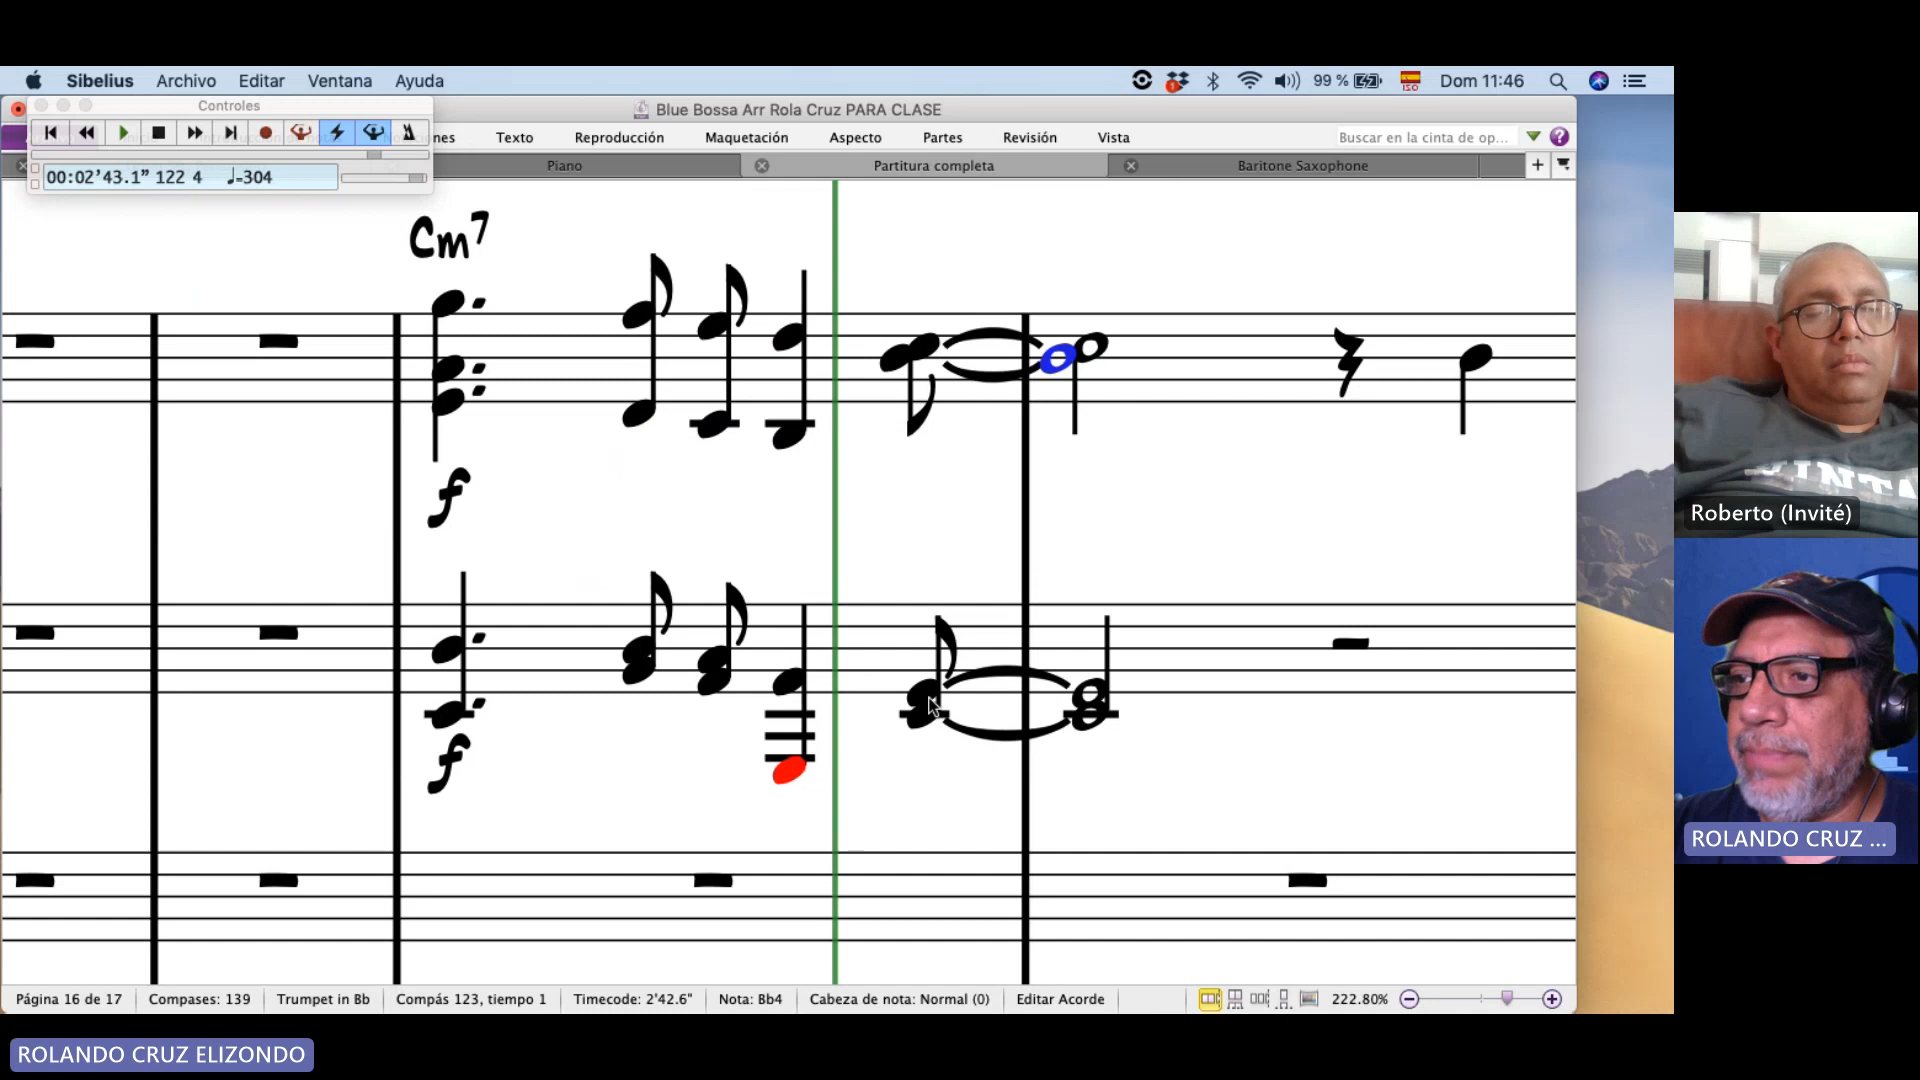 Sibelius Archivo Editar Ventana Ayuda
99 % ISO Dom 11:46
Controles
Blue Bossa Arr Rola Cruz PARA CLASE
nes Texto Reproducción Maquetación Aspecto Partes Revisión Vista
Buscar en la cinta de op...
Piano Partitura completa Baritone Saxophone
00:02'43.1" 122 4 ♩=304
Cm7
f
f
Roberto (Invité)
ROLANDO CRUZ ...
Página 16 de 17 Compases: 139 Trumpet in Bb Compás 123, tiempo 1 Timecode: 2'42.6" Nota: Bb4 Cabeza de nota: Normal (0) Editar Acorde 222.80%
ROLANDO CRUZ ELIZONDO